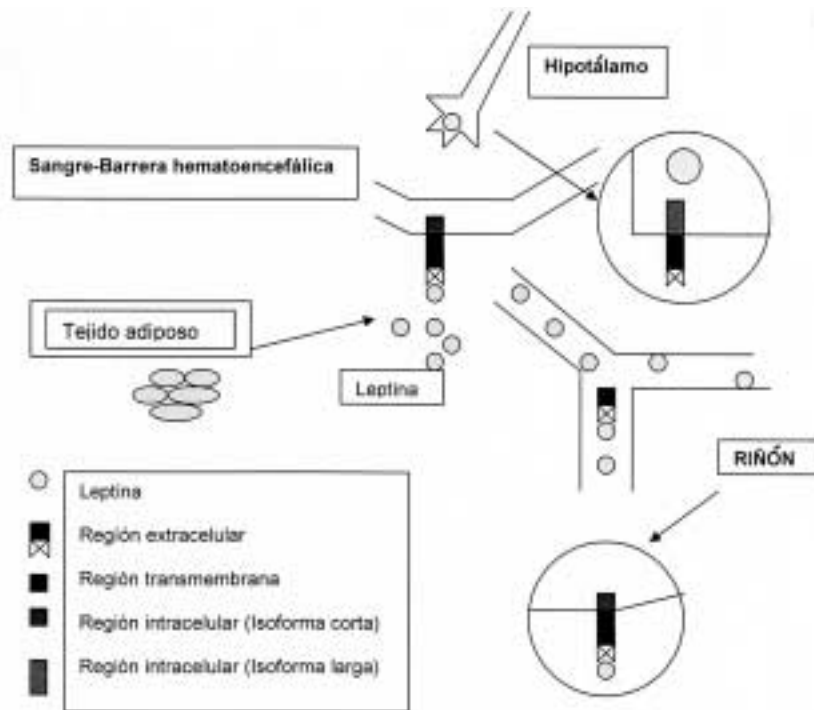 Hipotálamo
Sangre-Barrera hematoencefálica
Tejido adiposo
Leptina
RIÑÓN
Leptina
Región extracelular
Región transmembrana
Región intracelular (Isoforma corta)
Región intracelular (Isoforma larga)